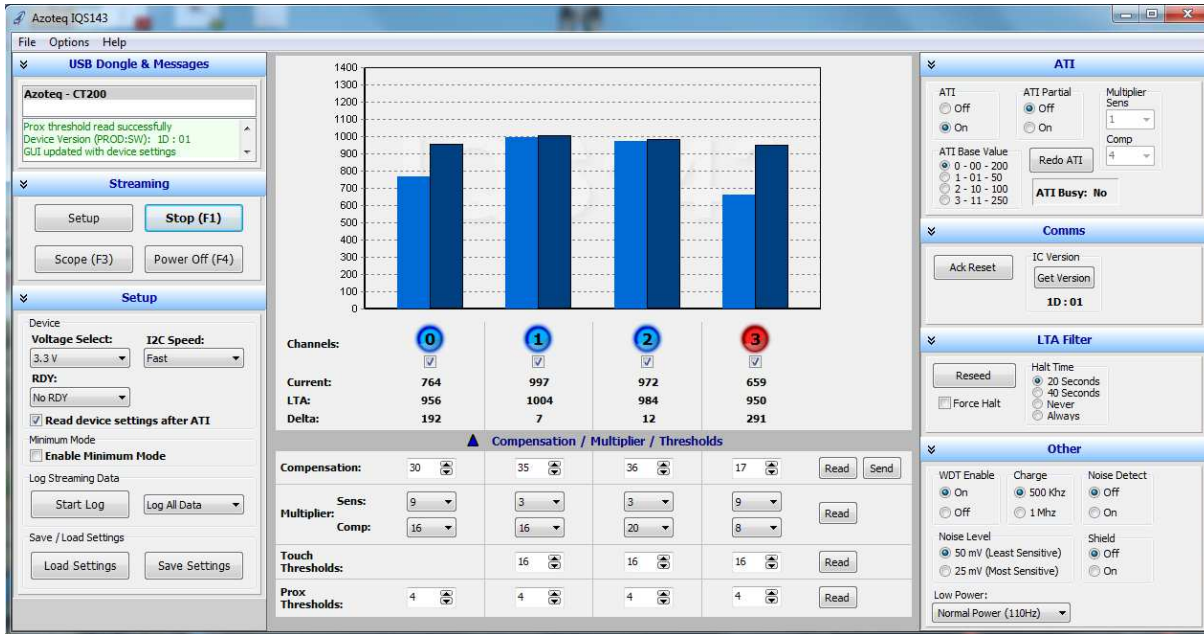 Azoteq IQS143
File Options Help
USB Dongle & Messages
Azoteq - CT200
Prox threshold read successfully
Device Version (PROD:SW): 1D : 01
GUI updated with device settings
Streaming
Setup Stop (F1)
Scope (F3) Power Off (F4)
Setup
Device
Voltage Select: I2C Speed:
3.3 V Fast
RDY:
No RDY
Read device settings after ATI
Minimum Mode
Enable Minimum Mode
Log Streaming Data
Start Log Log All Data
Save / Load Settings
Load Settings Save Settings
1400
1300
1200
1100
1000
900
800
700
600
500
400
300
200
100
0
Channels: 0 1 2 3
Current: 764 997 972 659
LTA: 956 1004 984 950
Delta: 192 7 12 291
Compensation / Multiplier / Thresholds
Compensation: 30 35 36 17 Read Send
Multiplier: Sens: 9 3 3 9 Read
Comp: 16 16 20 8
Touch Thresholds: 16 16 16 Read
Prox Thresholds: 4 4 4 4 Read
ATI
ATI ATI Partial Multiplier
Sens
Off Off 1
On On Comp
4
ATI Base Value
0 - 00 - 200 Redo ATI
1 - 01 - 50
2 - 10 - 100 ATI Busy: No
3 - 11 - 250
Comms
Ack Reset IC Version
Get Version
1D : 01
LTA Filter
Reseed Halt Time
20 Seconds
Force Halt 40 Seconds
Never
Always
Other
WDT Enable Charge Noise Detect
On 500 Khz Off
Off 1 Mhz On
Noise Level Shield
50 mV (Least Sensitive) Off
25 mV (Most Sensitive) On
Low Power:
Normal Power (110Hz)